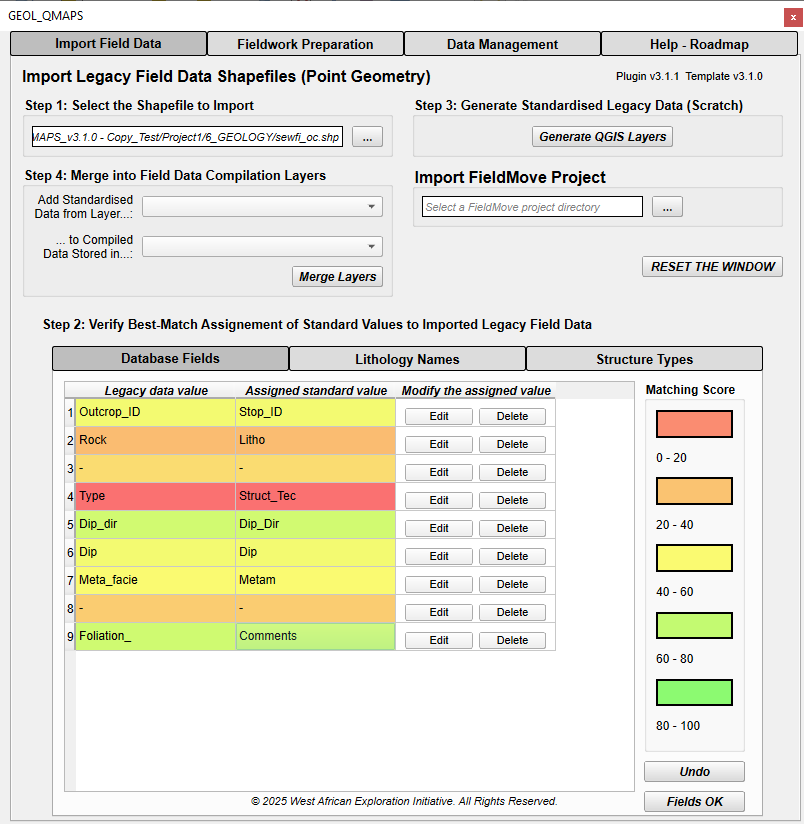 GEOL_QMAPS
x
Import Field Data
Fieldwork Preparation
Data Management
Help - Roadmap
Import Legacy Field Data Shapefiles (Point Geometry)
Plugin v3.1.1 Template v3.1.0
Step 1: Select the Shapefile to Import
MAPS_v3.1.0 - Copy_Test/Project1/6_GEOLOGY/sewfi_oc.shp
...
Step 3: Generate Standardised Legacy Data (Scratch)
Generate QGIS Layers
Step 4: Merge into Field Data Compilation Layers
Add Standardised
Data from Layer...:
... to Compiled
Data Stored in...:
Merge Layers
Import FieldMove Project
Select a FieldMove project directory
...
RESET THE WINDOW
Step 2: Verify Best-Match Assignement of Standard Values to Imported Legacy Field Data
Database Fields
Lithology Names
Structure Types
Legacy data value Assigned standard value Modify the assigned value
1 Outcrop_ID Stop_ID Edit Delete
2 Rock Litho Edit Delete
3 - - Edit Delete
4 Type Struct_Tec Edit Delete
5 Dip_dir Dip_Dir Edit Delete
6 Dip Dip Edit Delete
7 Meta_facie Metam Edit Delete
8 - - Edit Delete
9 Foliation_ Comments Edit Delete
Matching Score
0 - 20
20 - 40
40 - 60
60 - 80
80 - 100
Undo
Fields OK
© 2025 West African Exploration Initiative. All Rights Reserved.